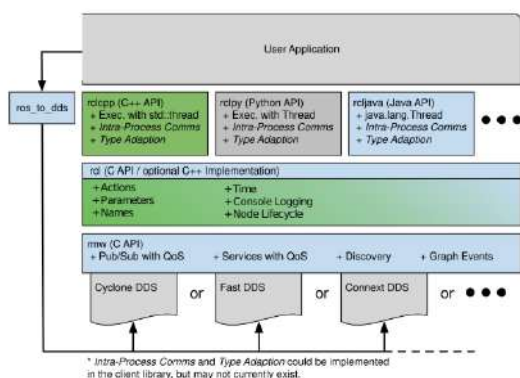 User Application
ros_to_dds
rclcpp (C++ API)
+ Exec. with std::thread
+ Intra-Process Comms
+ Type Adaption
rclpy (Python API)
+ Exec. with Thread
+ Intra-Process Comms
+ Type Adaption
rcljava (Java API)
+ java.lang.Thread
+ Intra-Process Comms
+ Type Adaption
rcl (C API / optional C++ Implementation)
+Actions
+Parameters
+Names
+Time
+Console Logging
+Node Lifecycle
rmw (C API)
+ Pub/Sub with QoS + Services with QoS + Discovery + Graph Events
Cyclone DDS or Fast DDS or Connext DDS or
* Intra-Process Comms and Type Adaption could be implemented
in the client library, but may not currently exist.